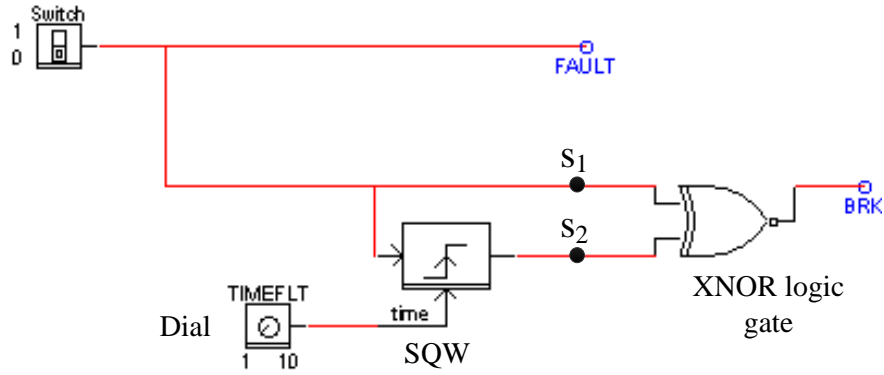 Switch
1
0
FAULT
S1
BRK
S2
XNOR logic
gate
TIMEFLT
time
Dial
SQW
1 10